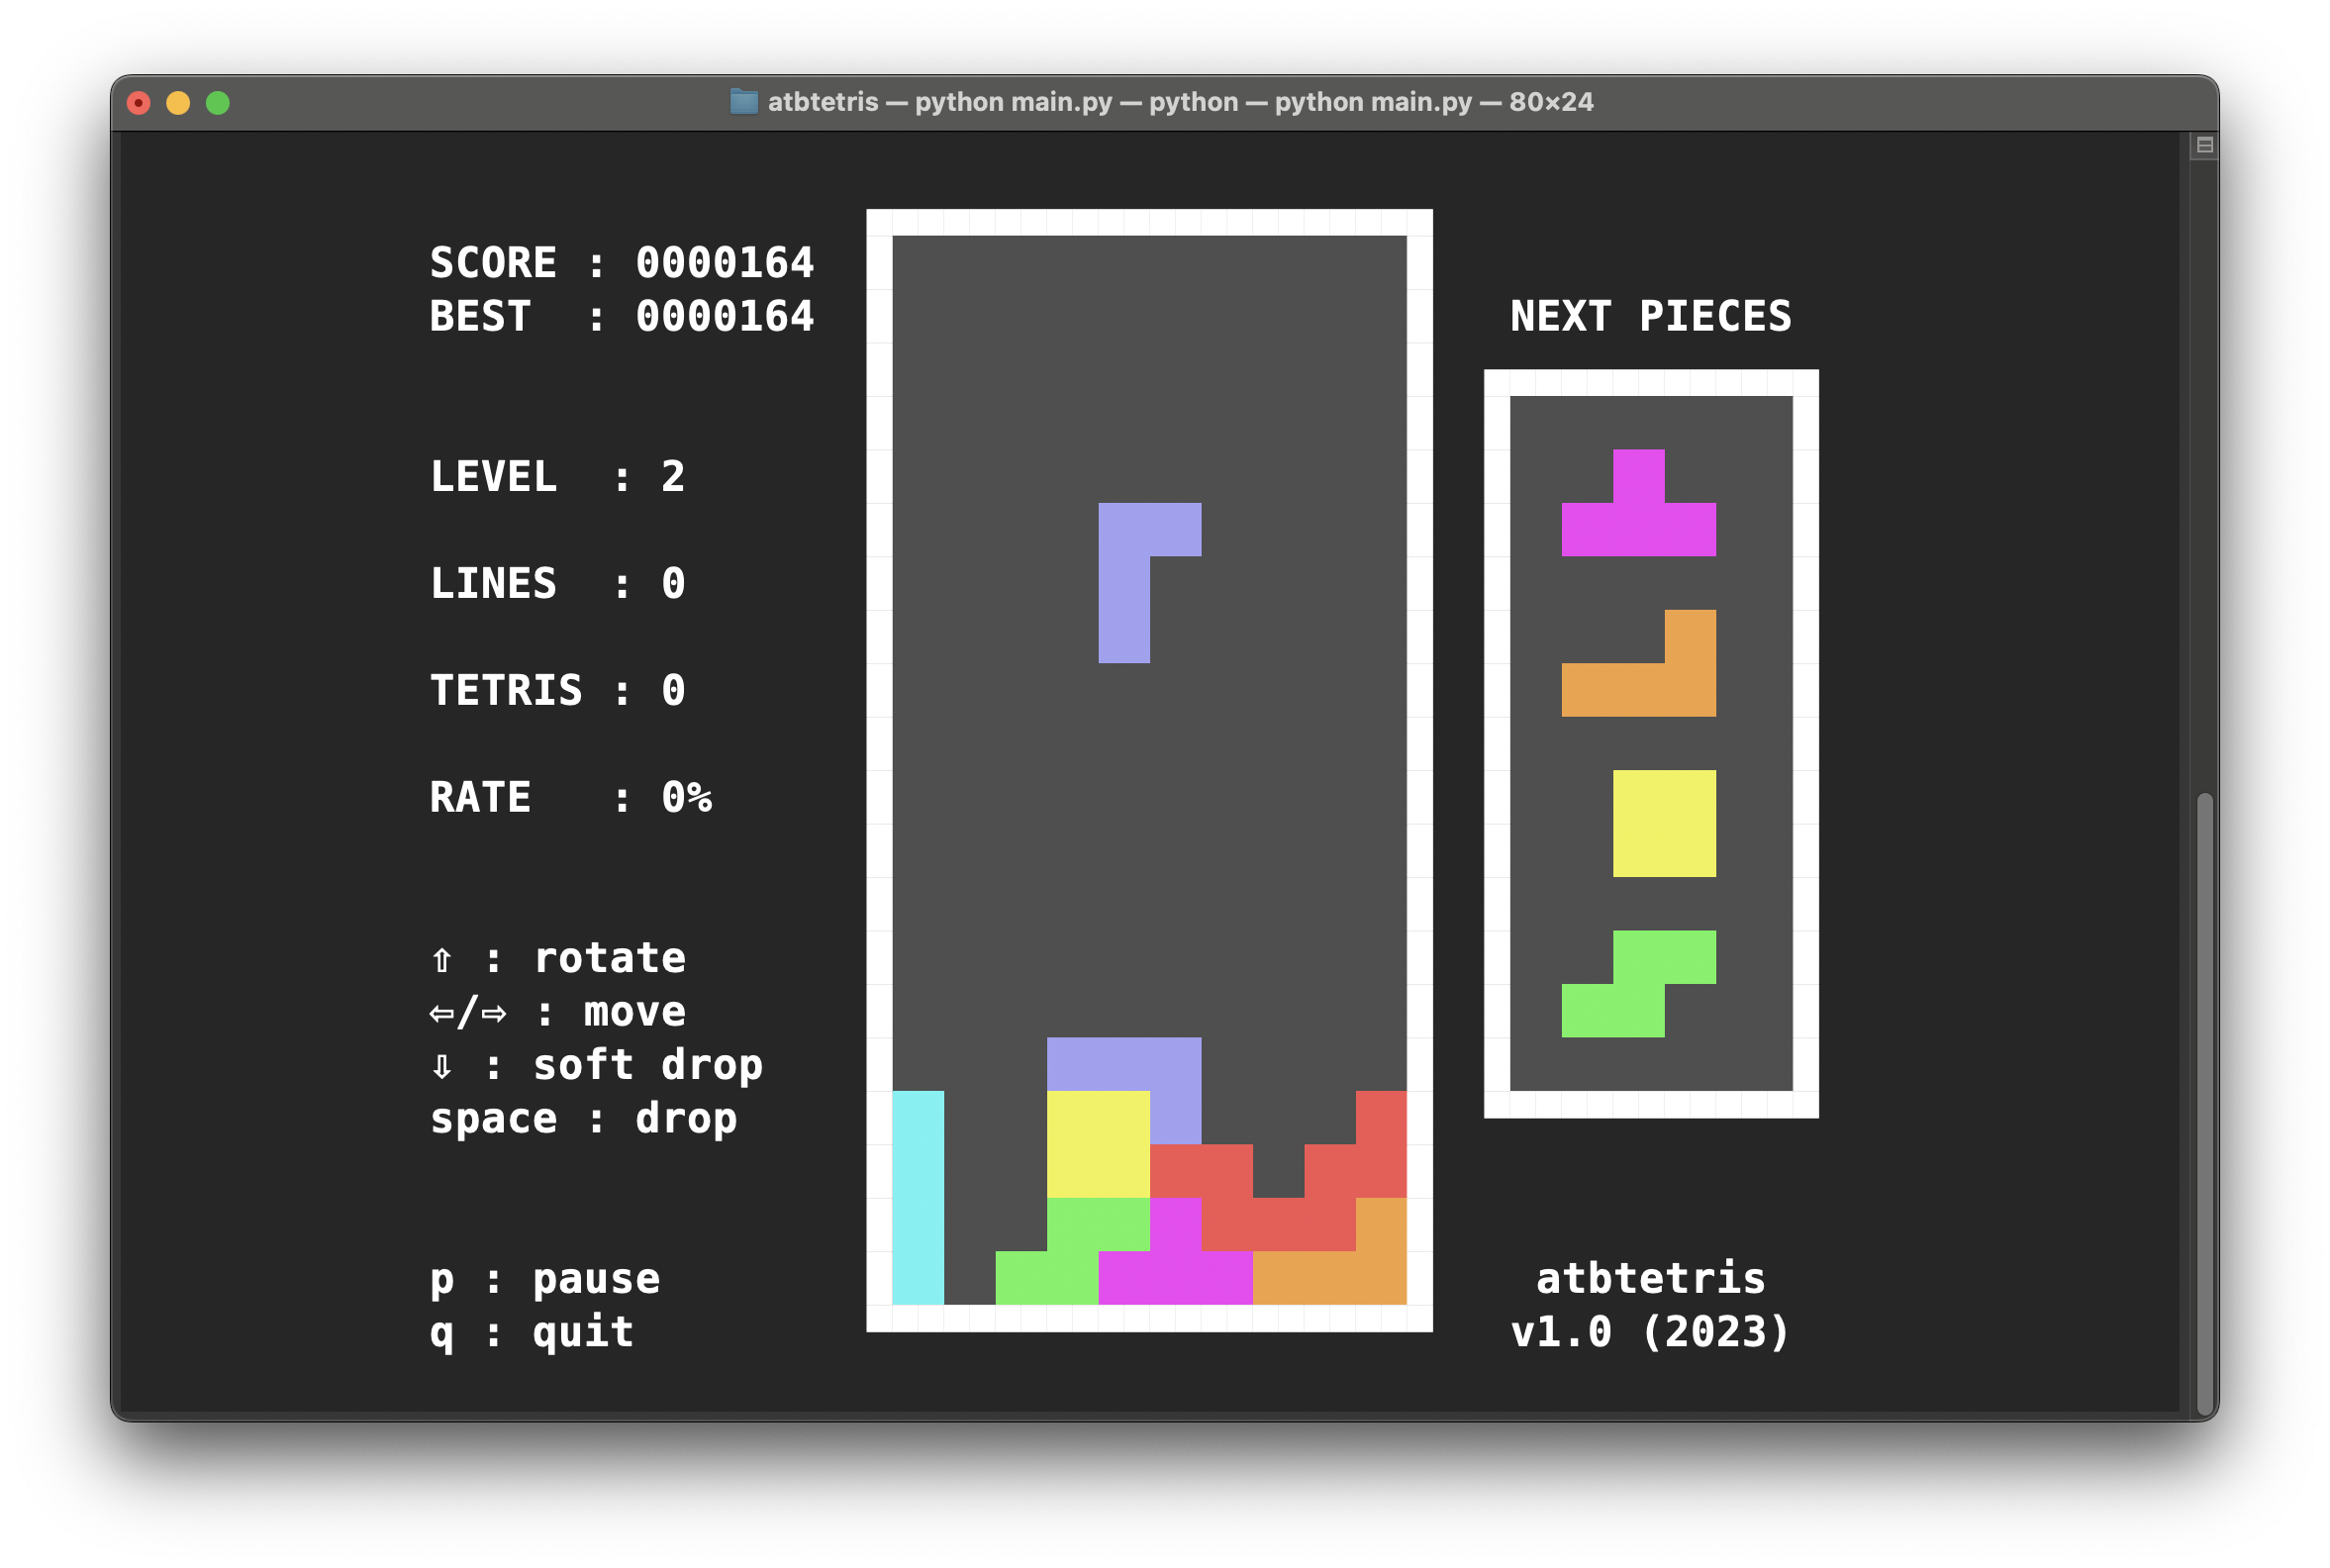 atbtetris — python main.py — python — python main.py — 80×24
SCORE : 0000164
BEST  : 0000164
NEXT PIECES
LEVEL  : 2
LINES  : 0
TETRIS : 0
RATE   : 0%
⇧ : rotate
⇦/⇨ : move
⇩ : soft drop
space : drop
p : pause
q : quit
atbtetris
v1.0 (2023)